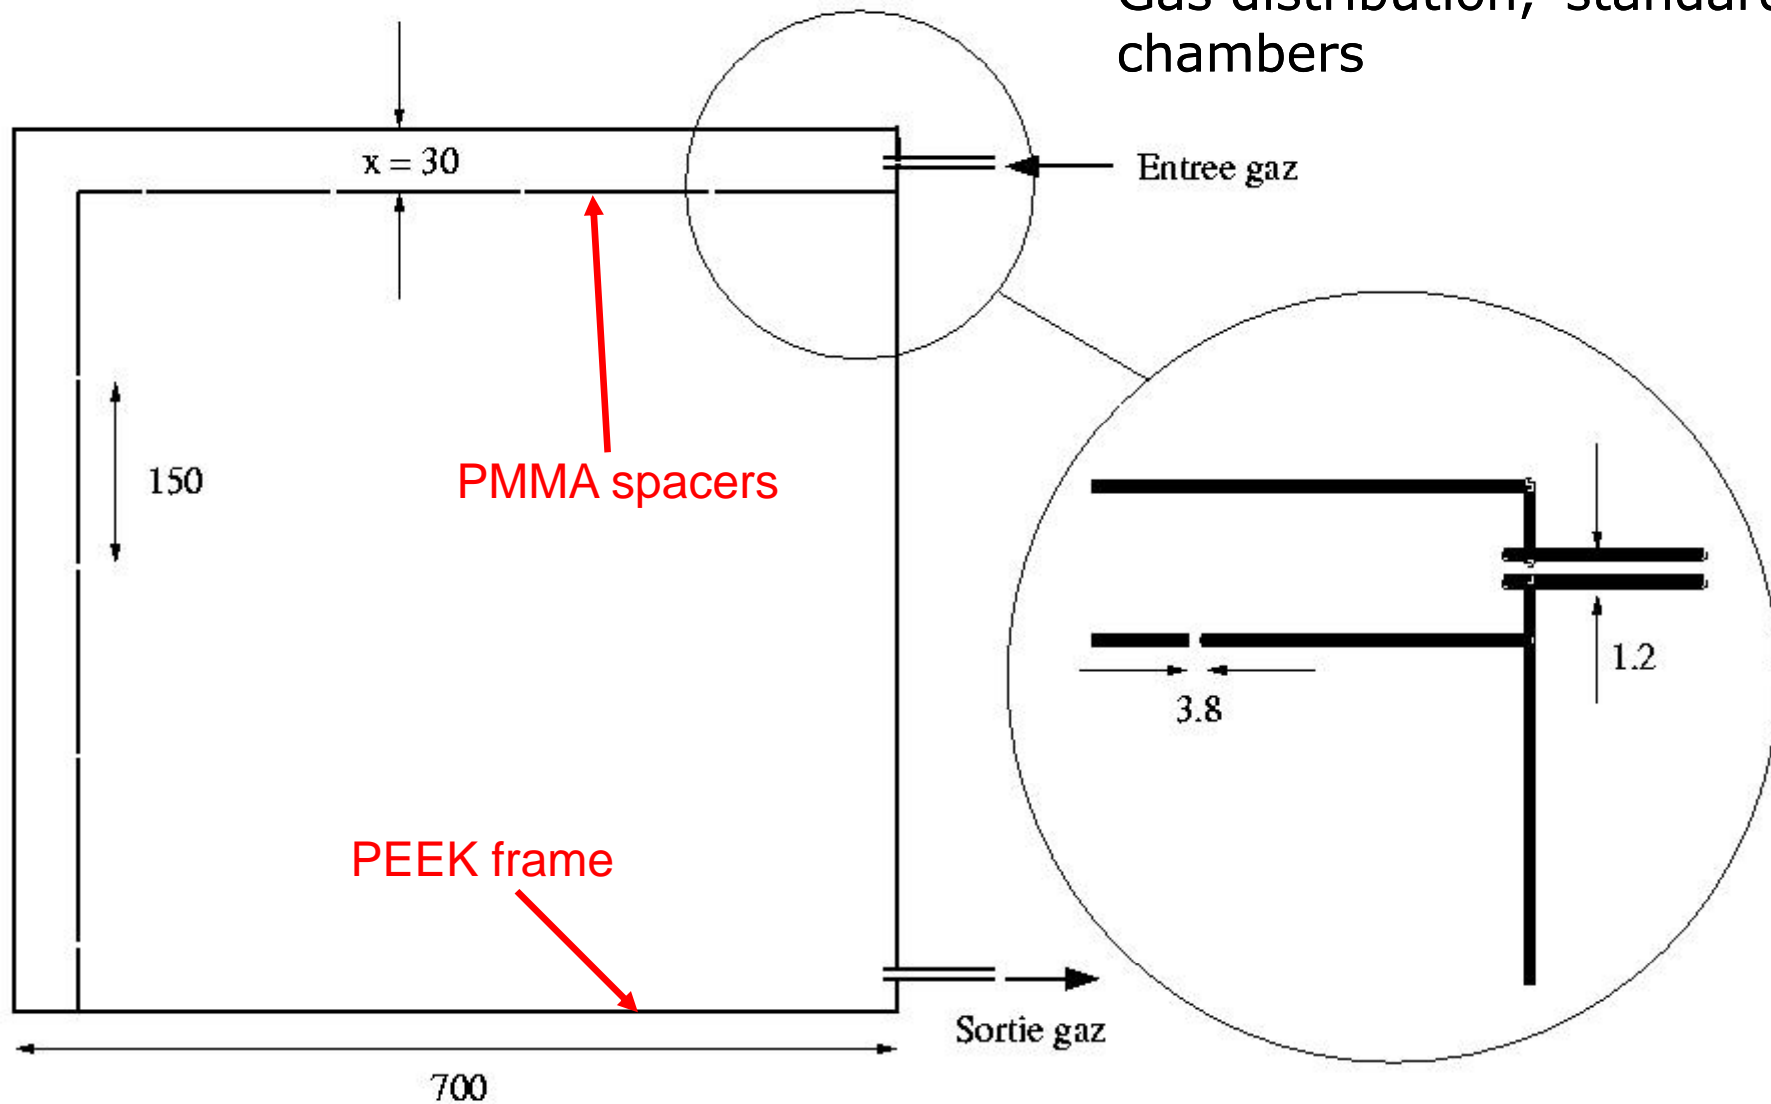 chambers
x = 30
Entree gaz
150
PMMA spacers
1.2
3.8
PEEK frame
Sortie gaz
700